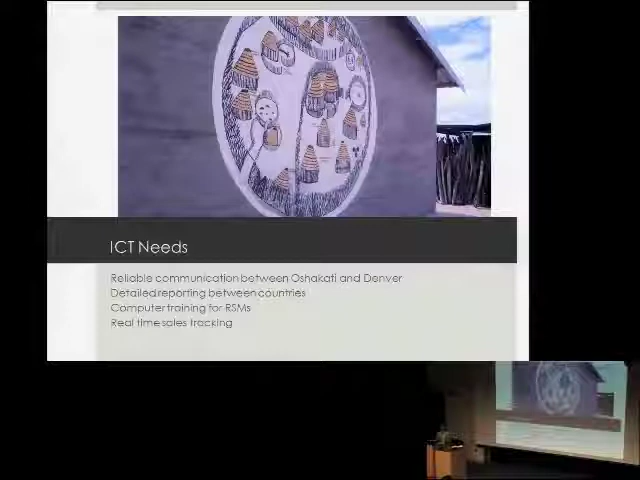 ICT Needs
Reliable communication between Oshakati and Denver
Detailed reporting between countries
Computer training for RSMs
Real time sales tracking